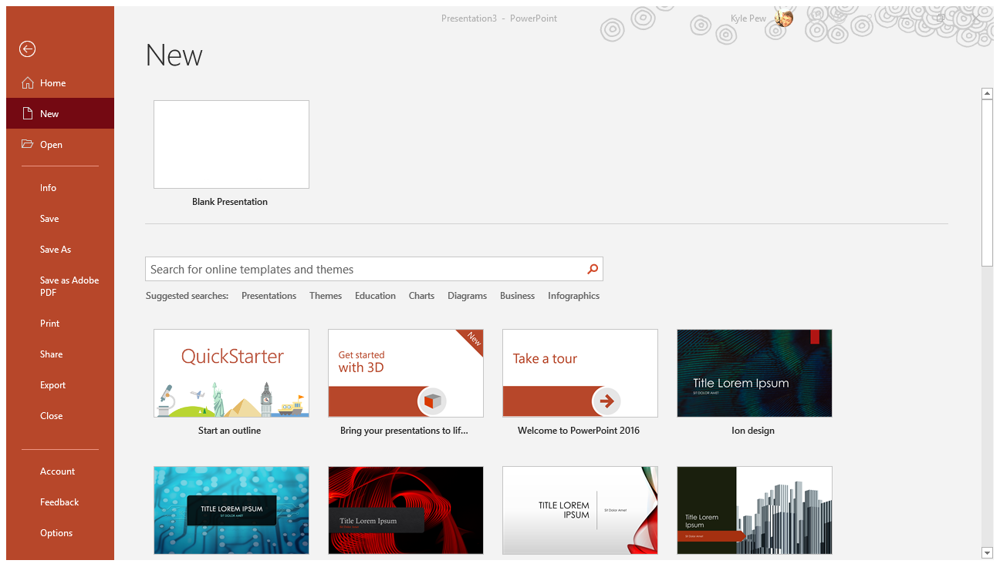 Presentation3 - PowerPoint
Kyle Pew
New
Home
New
Open
Info
Save
Save As
Save as Adobe
PDF
Print
Share
Export
Close
Account
Feedback
Options
Blank Presentation
Search for online templates and themes
Suggested searches: Presentations Themes Education Charts Diagrams Business Infographics
QuickStarter
Start an outline
New
Get started
with 3D
Bring your presentations to lif...
Take a tour
Welcome to PowerPoint 2016
Title Lorem Ipsum
SIT DOLOR AMET
Ion design
TITLE LOREM IPSUM
SIT DOLOR AMET
Title Lorem Ipsum
Sit Dolor Amet
TITLE LOREM
IPSUM
Sit Dolor Amet
Title Lorem
Ipsum
Sit Dolor Amet